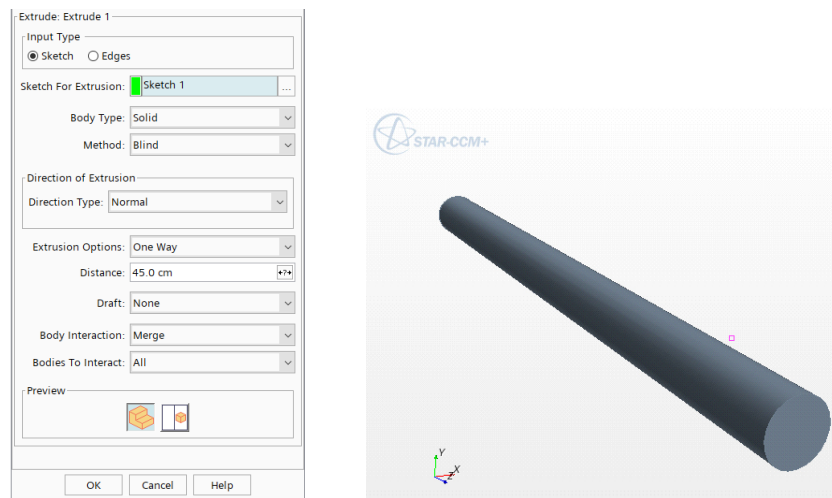 Extrude: Extrude 1
Input Type
Sketch Edges
Sketch For Extrusion: Sketch 1 ...
Body Type: Solid
Method: Blind
Direction of Extrusion
Direction Type: Normal
Extrusion Options: One Way
Distance: 45.0 cm +?+
Draft: None
Body Interaction: Merge
Bodies To Interact: All
Preview
OK Cancel Help
STAR-CCM+
Y
X
Z